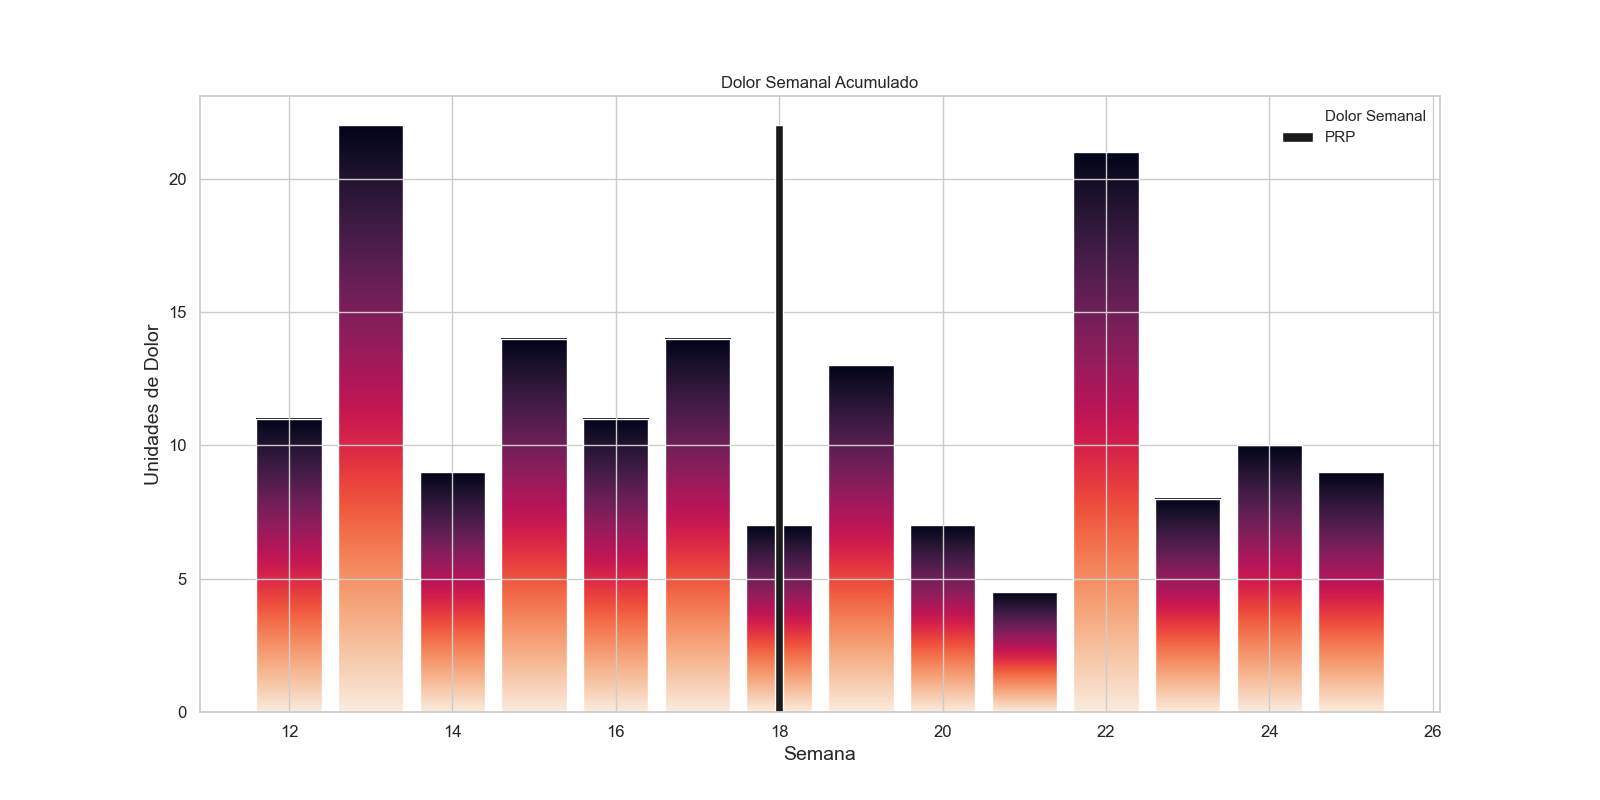 Dolor Semanal Acumulado
Dolor Semanal
PRP
Unidades de Dolor
20
15
10
5
0
12 14 16 18 20 22 24 26
Semana